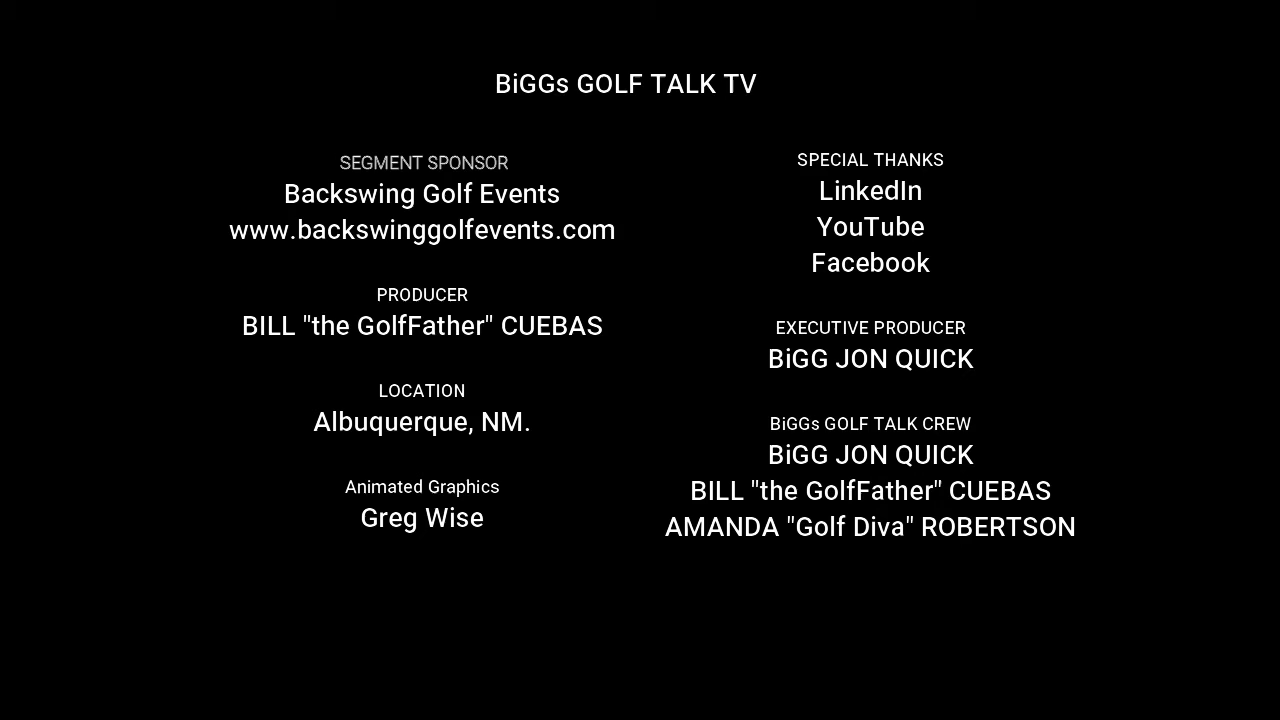 BiGGs GOLF TALK TV
SEGMENT SPONSOR
Backswing Golf Events
www.backswinggolfevents.com
PRODUCER
BILL "the GolfFather" CUEBAS
LOCATION
Albuquerque, NM.
Animated Graphics
Greg Wise
SPECIAL THANKS
LinkedIn
YouTube
Facebook
EXECUTIVE PRODUCER
BiGG JON QUICK
BiGGs GOLF TALK CREW
BiGG JON QUICK
BILL "the GolfFather" CUEBAS
AMANDA "Golf Diva" ROBERTSON